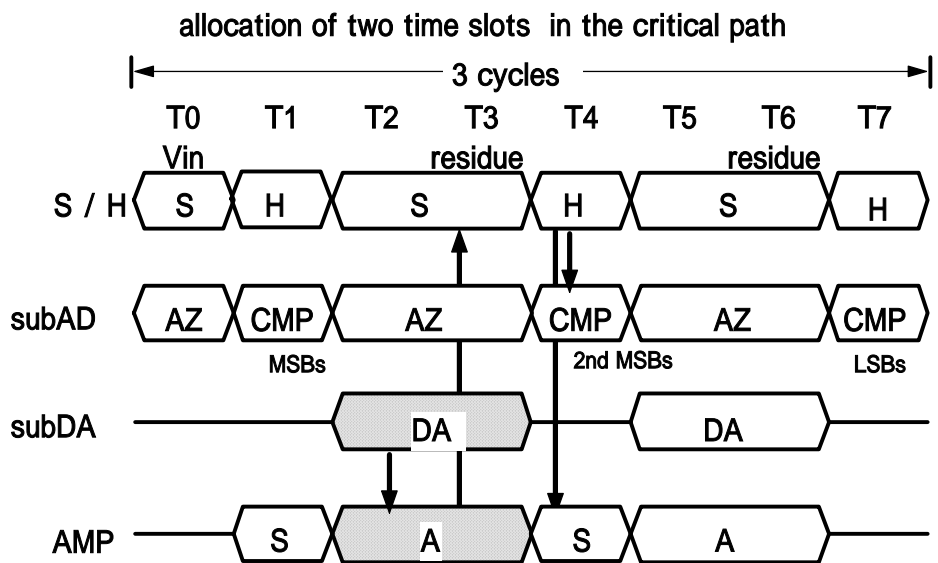 allocation of two time slots in the critical path
3 cycles
T0 T1 T2 T3 T4 T5 T6 T7
Vin residue residue
S / H S H S H S H
subAD AZ CMP AZ CMP AZ CMP
MSBs 2nd MSBs LSBs
subDA DA DA
AMP S A S A